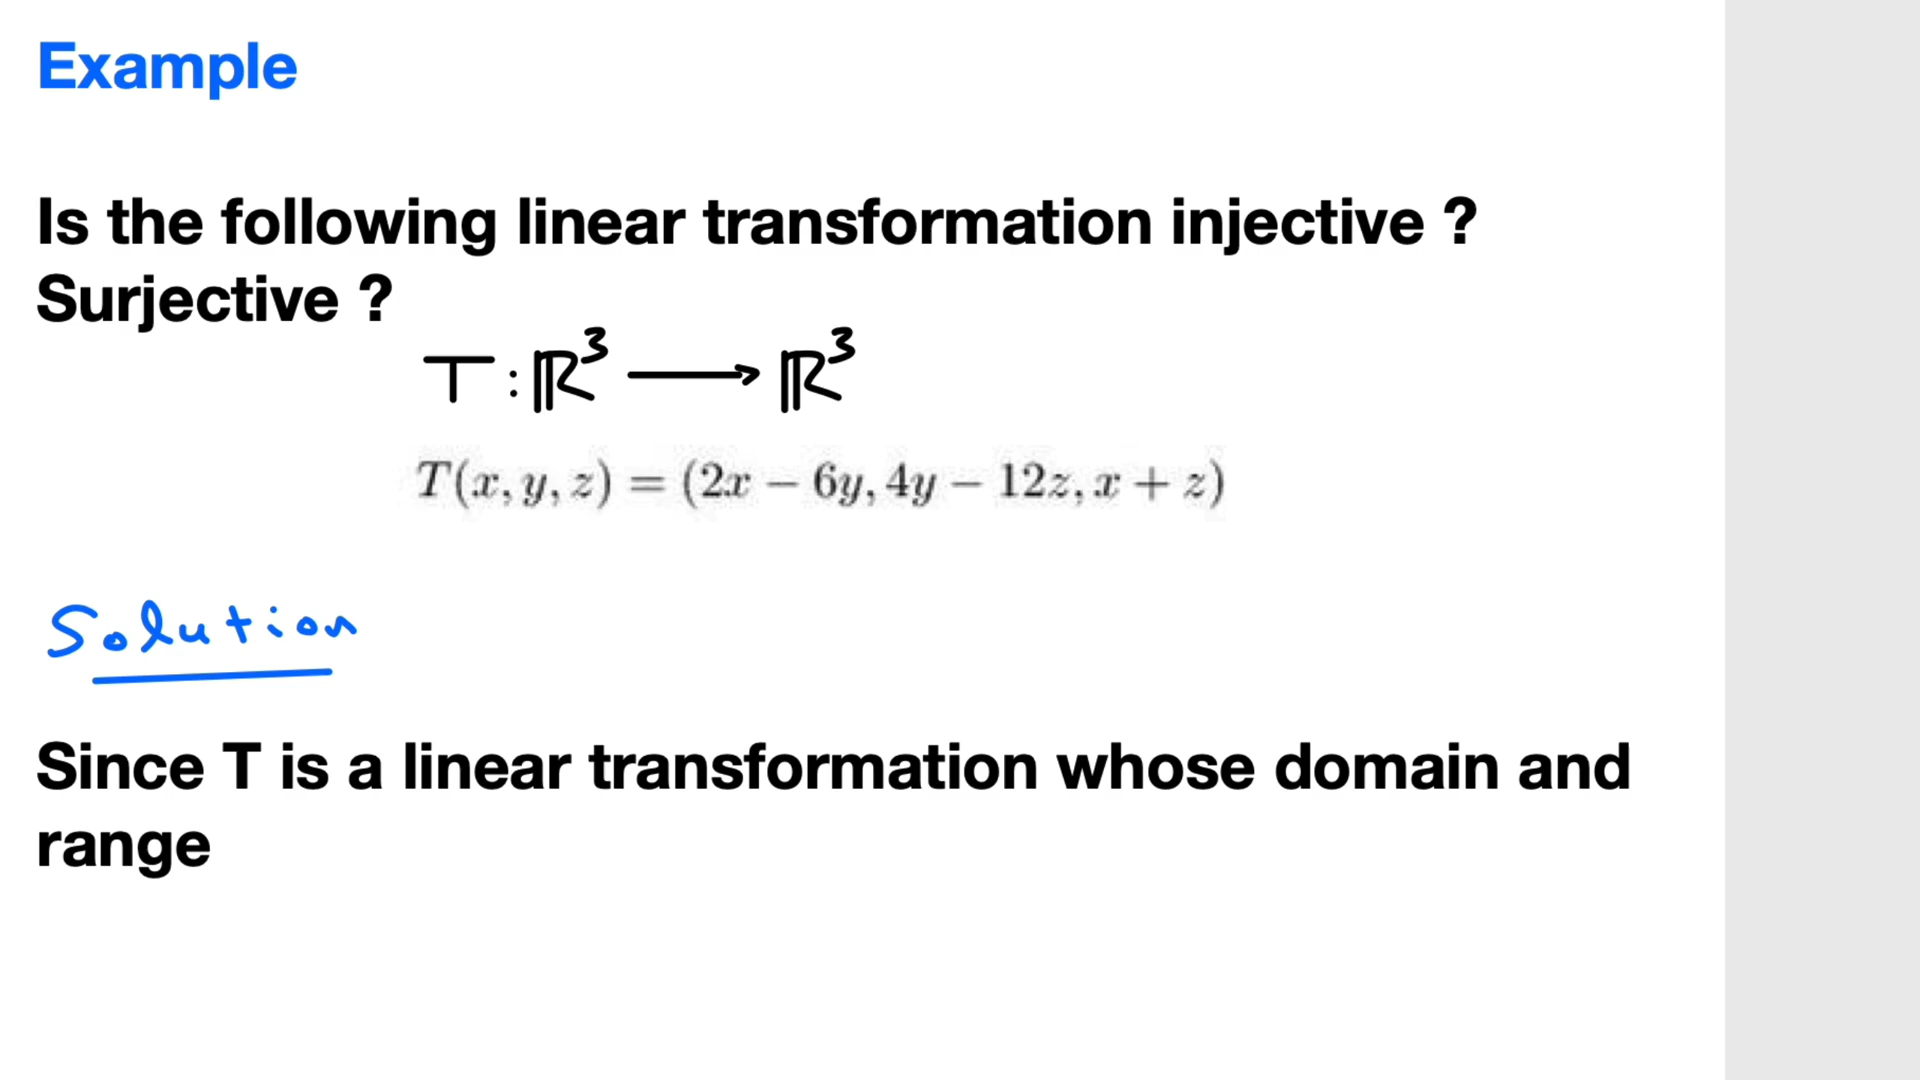 Example
Is the following linear transformation injective ?
Surjective ?
T : ℝ³ ⟶ ℝ³
T(x, y, z) = (2x − 6y, 4y − 12z, x + z)
Solution
Since T is a linear transformation whose domain and
range